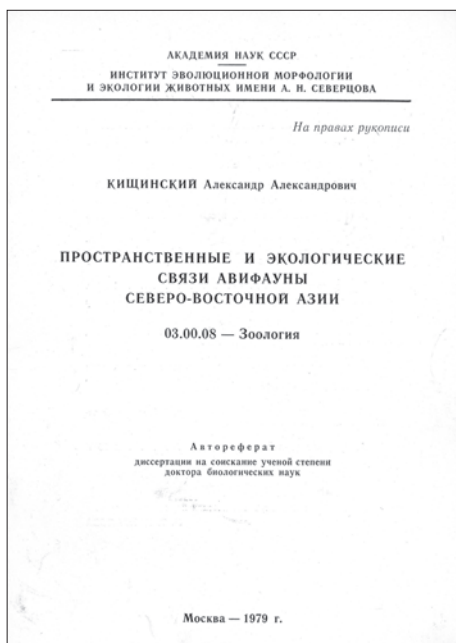 АКАДЕМИЯ НАУК СССР
ИНСТИТУТ ЭВОЛЮЦИОННОЙ МОРФОЛОГИИ
И ЭКОЛОГИИ ЖИВОТНЫХ ИМЕНИ А. Н. СЕВЕРЦОВА
На правах рукописи
КИЩИНСКИЙ Александр Александрович
ПРОСТРАНСТВЕННЫЕ И ЭКОЛОГИЧЕСКИЕ
СВЯЗИ АВИФАУНЫ
СЕВЕРО-ВОСТОЧНОЙ АЗИИ
03.00.08 — Зоология
Автореферат
диссертации на соискание ученой степени
доктора биологических наук
Москва — 1979 г.